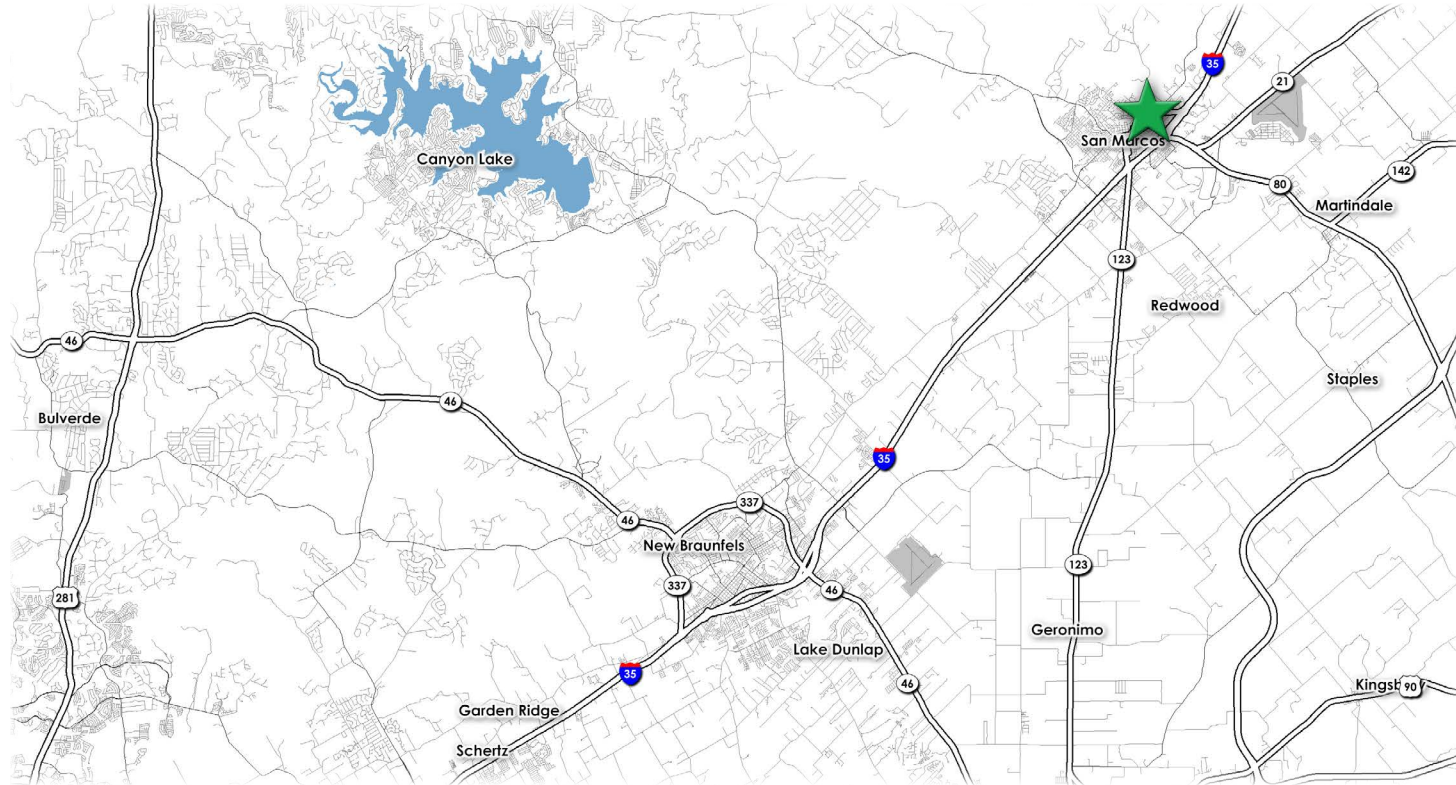 35
21
San Marcos
Canyon Lake
142
80
Martindale
123
Redwood
46
Staples
46
Bulverde
35
337
46
New Braunfels
123
337
46
281
Geronimo
Lake Dunlap
35
46
Kingsbury
90
Garden Ridge
Schertz